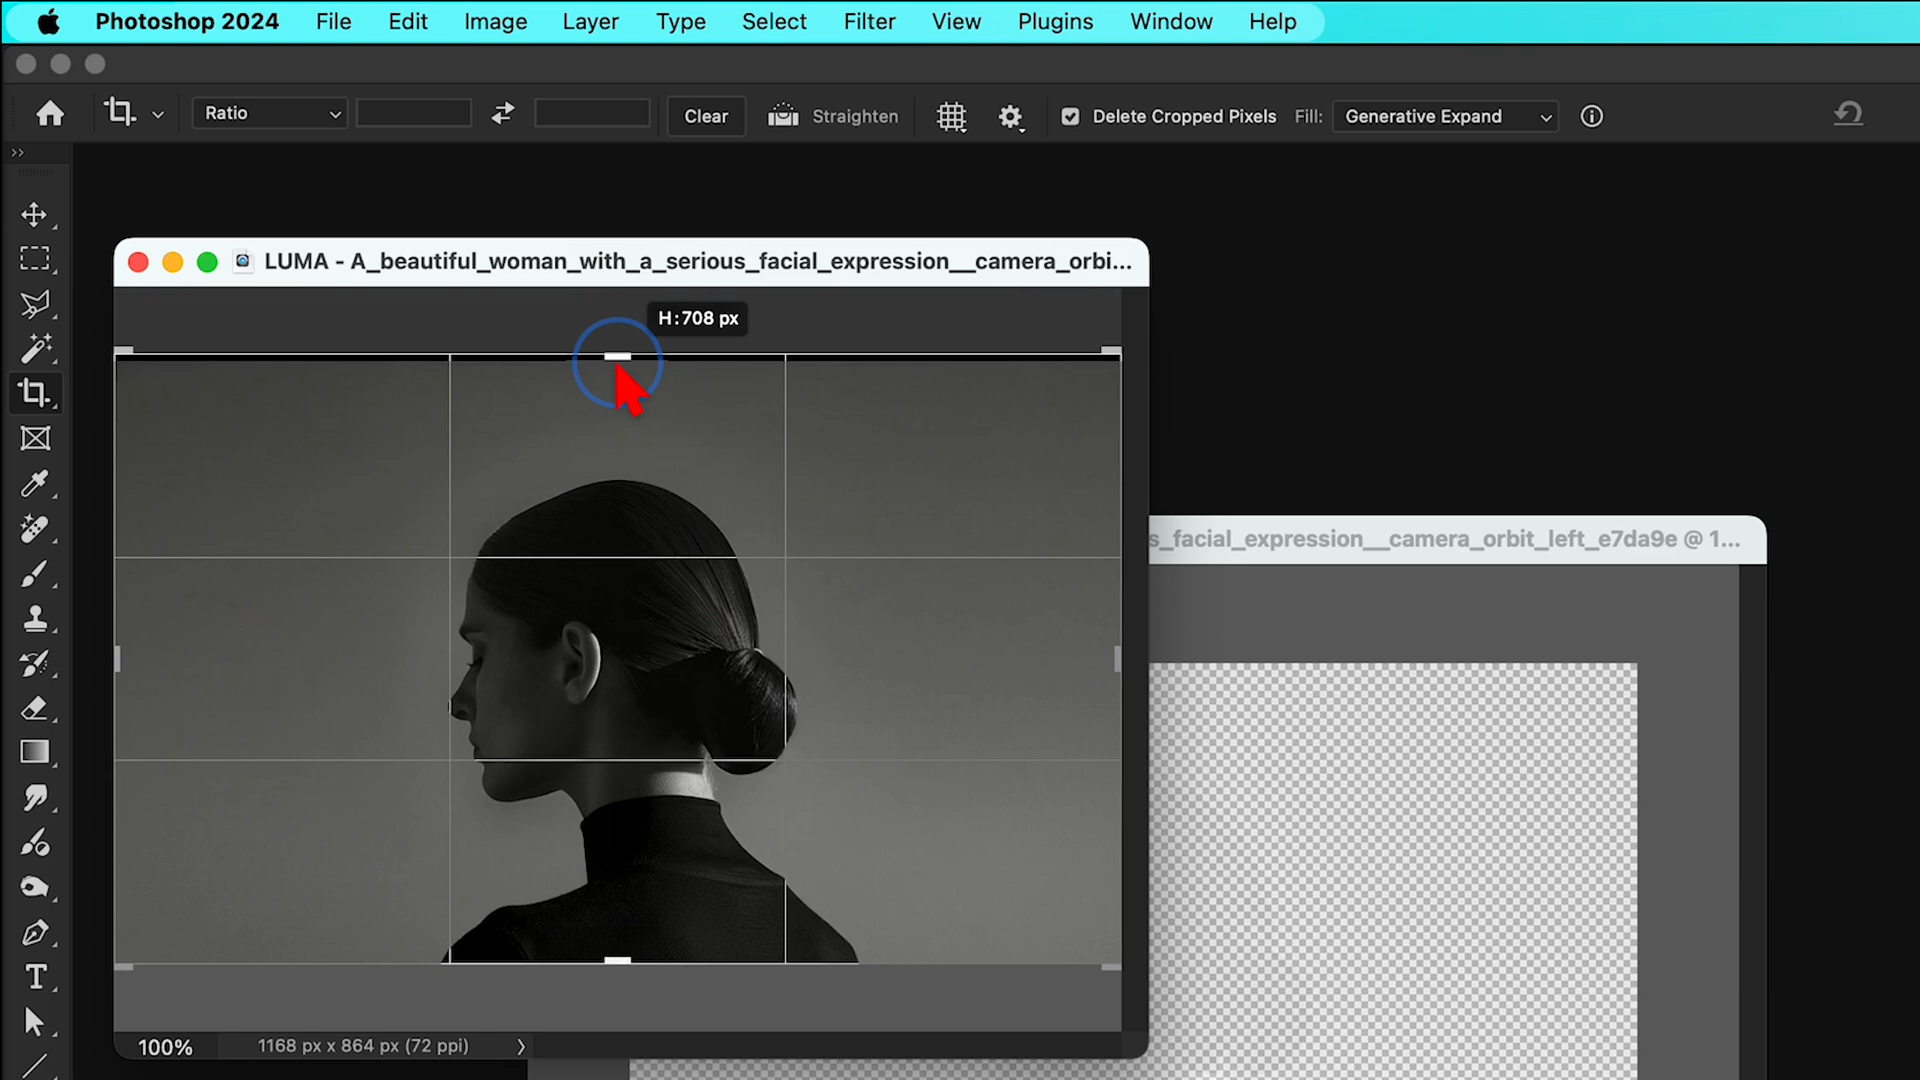 Photoshop 2024 File Edit Image Layer Type Select Filter View Plugins Window Help
Ratio Clear Straighten Delete Cropped Pixels Fill: Generative Expand
LUMA - A_beautiful_woman_with_a_serious_facial_expression__camera_orbi...
H: 708 px
s_facial_expression__camera_orbit_left_e7da9e @ 1...
100% 1168 px x 864 px (72 ppi)